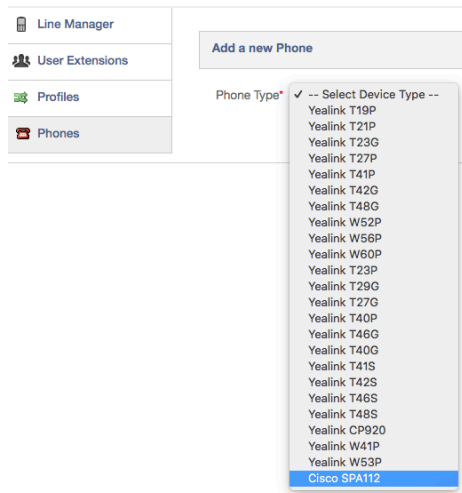 Line Manager
User Extensions
Profiles
Phones
Add a new Phone
Phone Type*
✓ -- Select Device Type --
Yealink T19P
Yealink T21P
Yealink T23G
Yealink T27P
Yealink T41P
Yealink T42G
Yealink T48G
Yealink W52P
Yealink W56P
Yealink W60P
Yealink T23P
Yealink T29G
Yealink T27G
Yealink T40P
Yealink T46G
Yealink T40G
Yealink T41S
Yealink T42S
Yealink T46S
Yealink T48S
Yealink CP920
Yealink W41P
Yealink W53P
Cisco SPA112